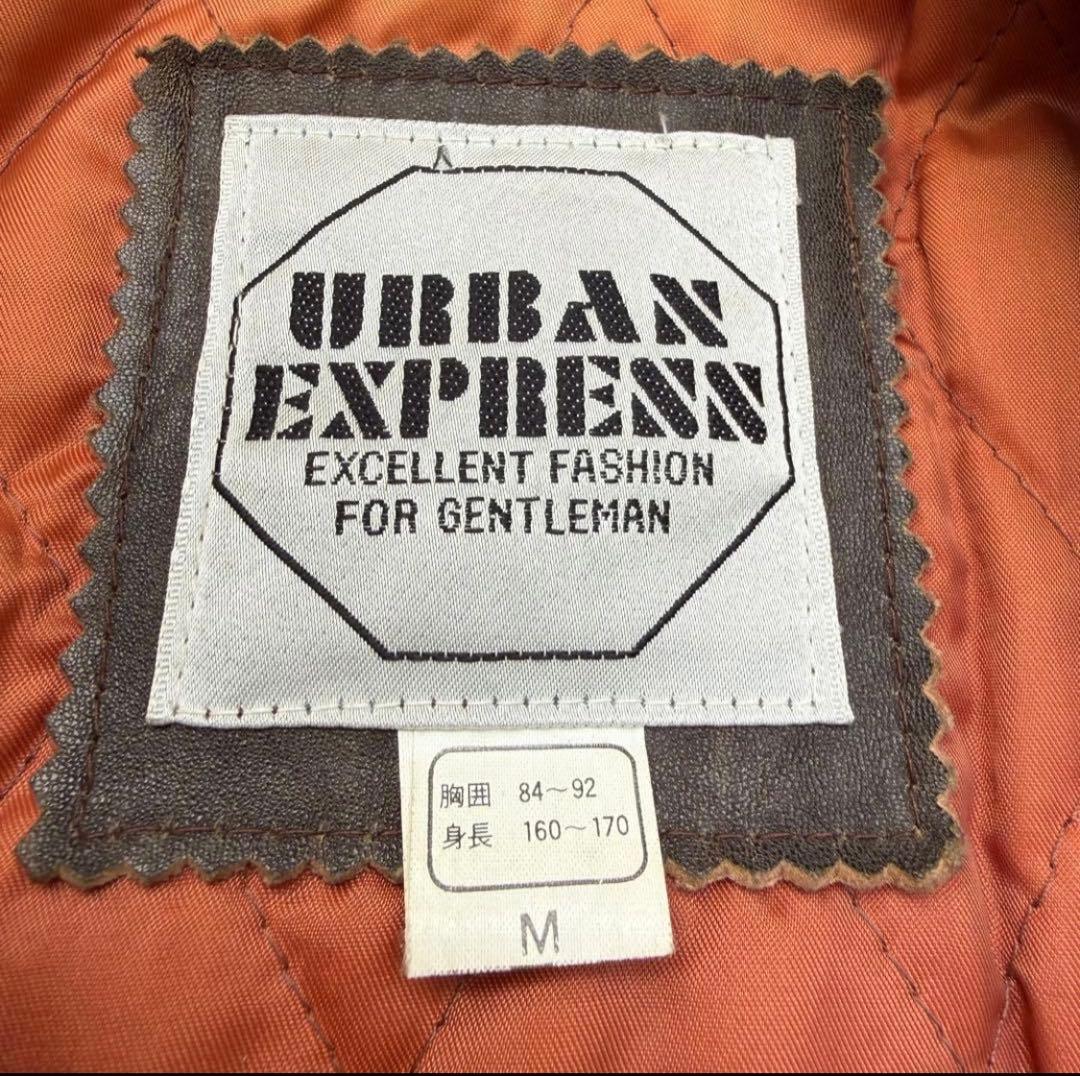 URBAN
EXPRESS
EXCELLENT FASHION
FOR GENTLEMAN
胸囲 84～92
身長 160～170
M